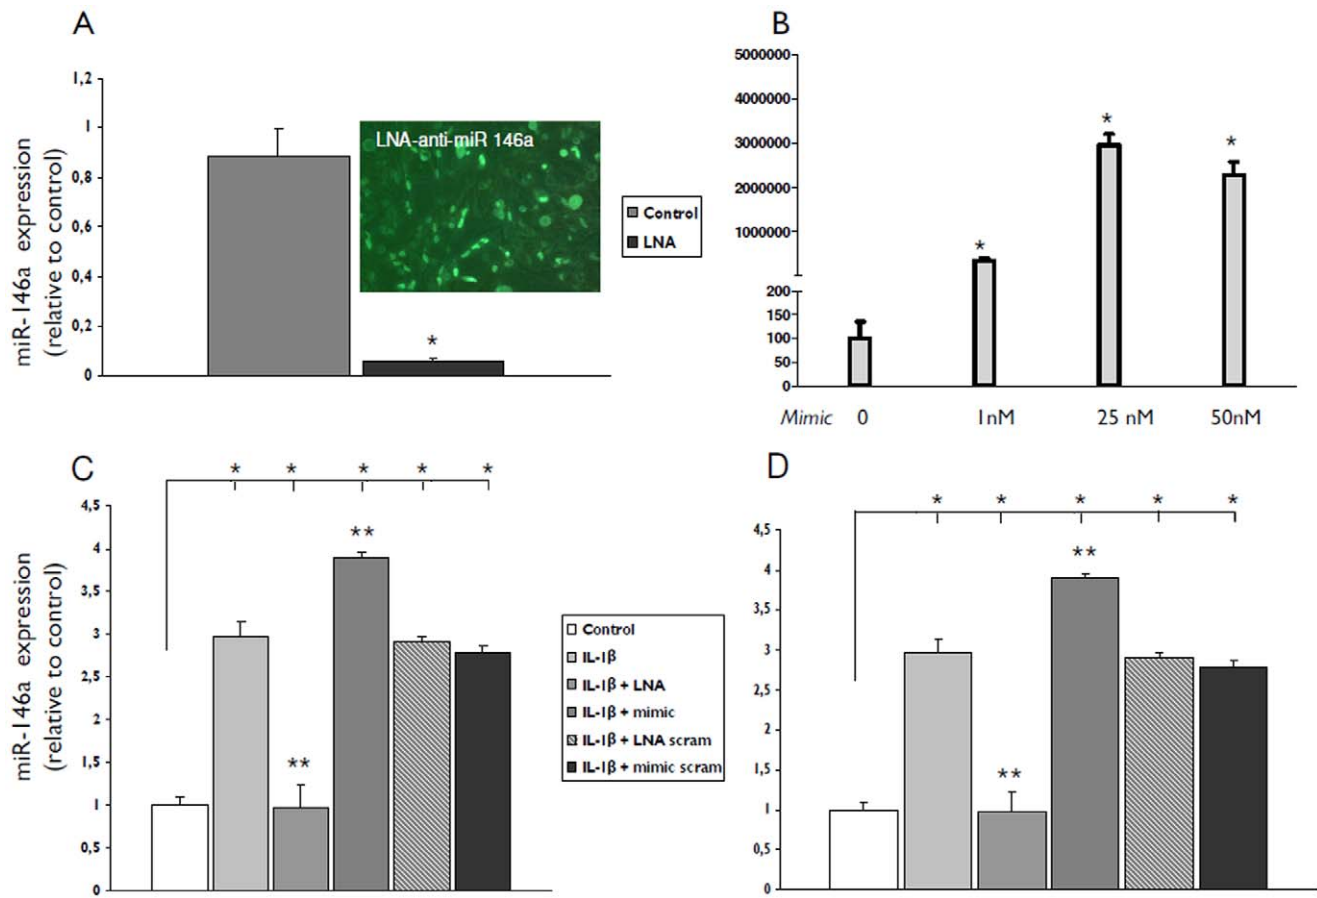 A
miR-146a expression
(relative to control)
1,2
1
0,8
0,6
0,4
0,2
0
LNA-anti-miR 146a
*
Control
LNA
B
5000000
4000000
3000000
2000000
1000000
200
150
100
50
0
*
*
*
Mimic 0 1nM 25 nM 50nM
C
miR-146a expression
(relative to control)
* * * * *
4,5
4
3,5
3
2,5
2
1,5
1
0,5
0
**
**
Control
IL-1β
IL-1β + LNA
IL-1β + mimic
IL-1β + LNA scram
IL-1β + mimic scram
D
* * * * *
4,5
4
3,5
3
2,5
2
1,5
1
0,5
0
**
**